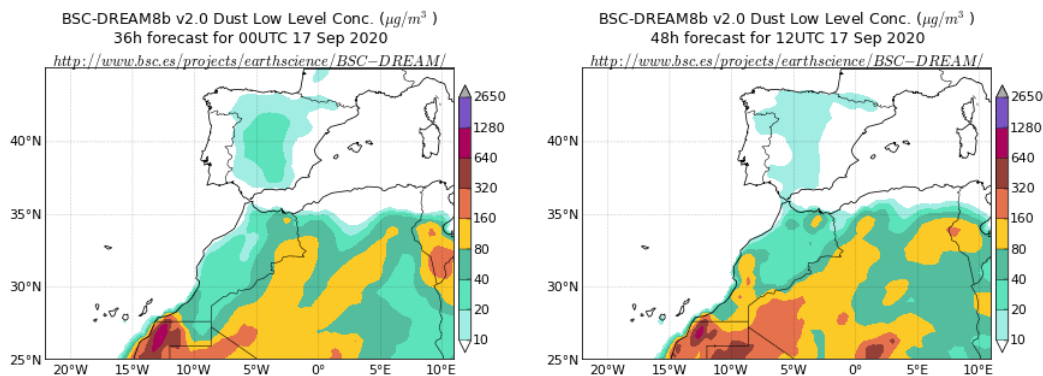 BSC-DREAM8b v2.0 Dust Low Level Conc. (μg/m³ )
36h forecast for 00UTC 17 Sep 2020
http://www.bsc.es/projects/earthscience/BSC−DREAM/
40°N
35°N
30°N
25°N
20°W
15°W
10°W
5°W
0°
5°E
10°E
2650
1280
640
320
160
80
40
20
10
BSC-DREAM8b v2.0 Dust Low Level Conc. (μg/m³ )
48h forecast for 12UTC 17 Sep 2020
http://www.bsc.es/projects/earthscience/BSC−DREAM/
40°N
35°N
30°N
25°N
20°W
15°W
10°W
5°W
0°
5°E
10°E
2650
1280
640
320
160
80
40
20
10